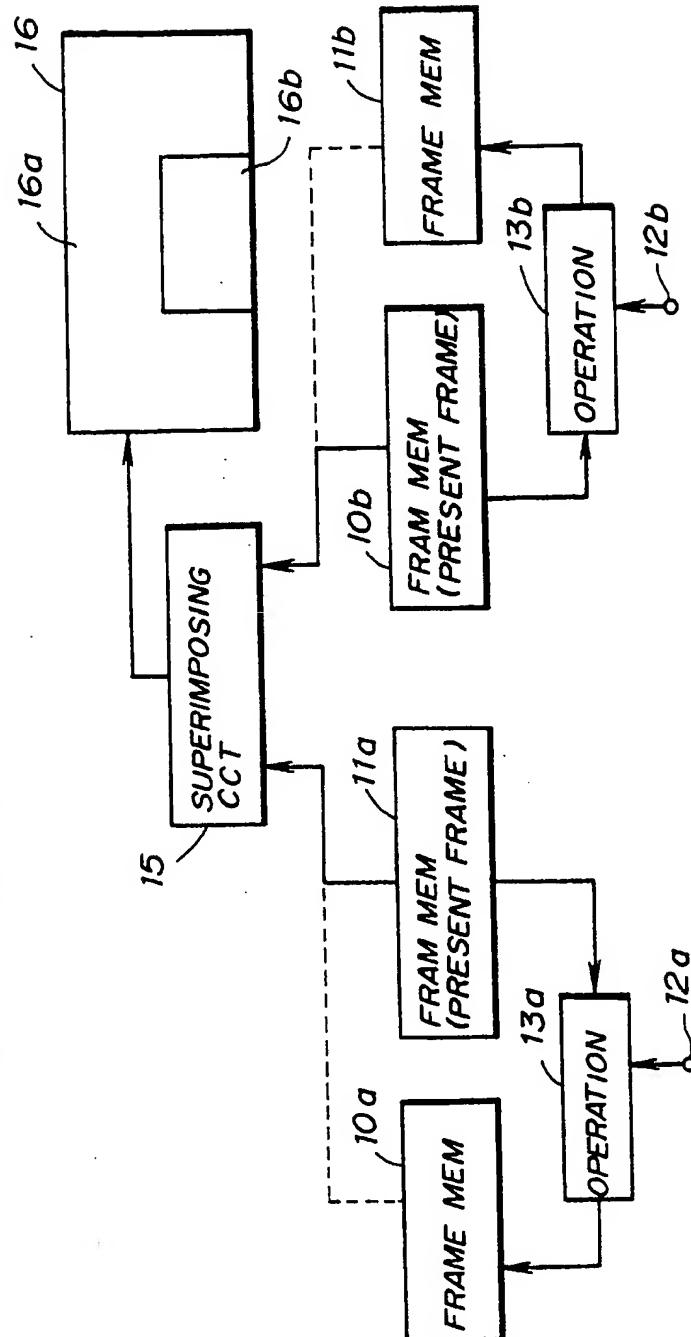 16
16a
16b
15
SUPERIMPOSING
CCT
10a
FRAME MEM
11a
FRAM MEM
(PRESENT FRAME)
10b
FRAM MEM
(PRESENT FRAME)
11b
FRAME MEM
13a
OPERATION
12a
13b
OPERATION
12b